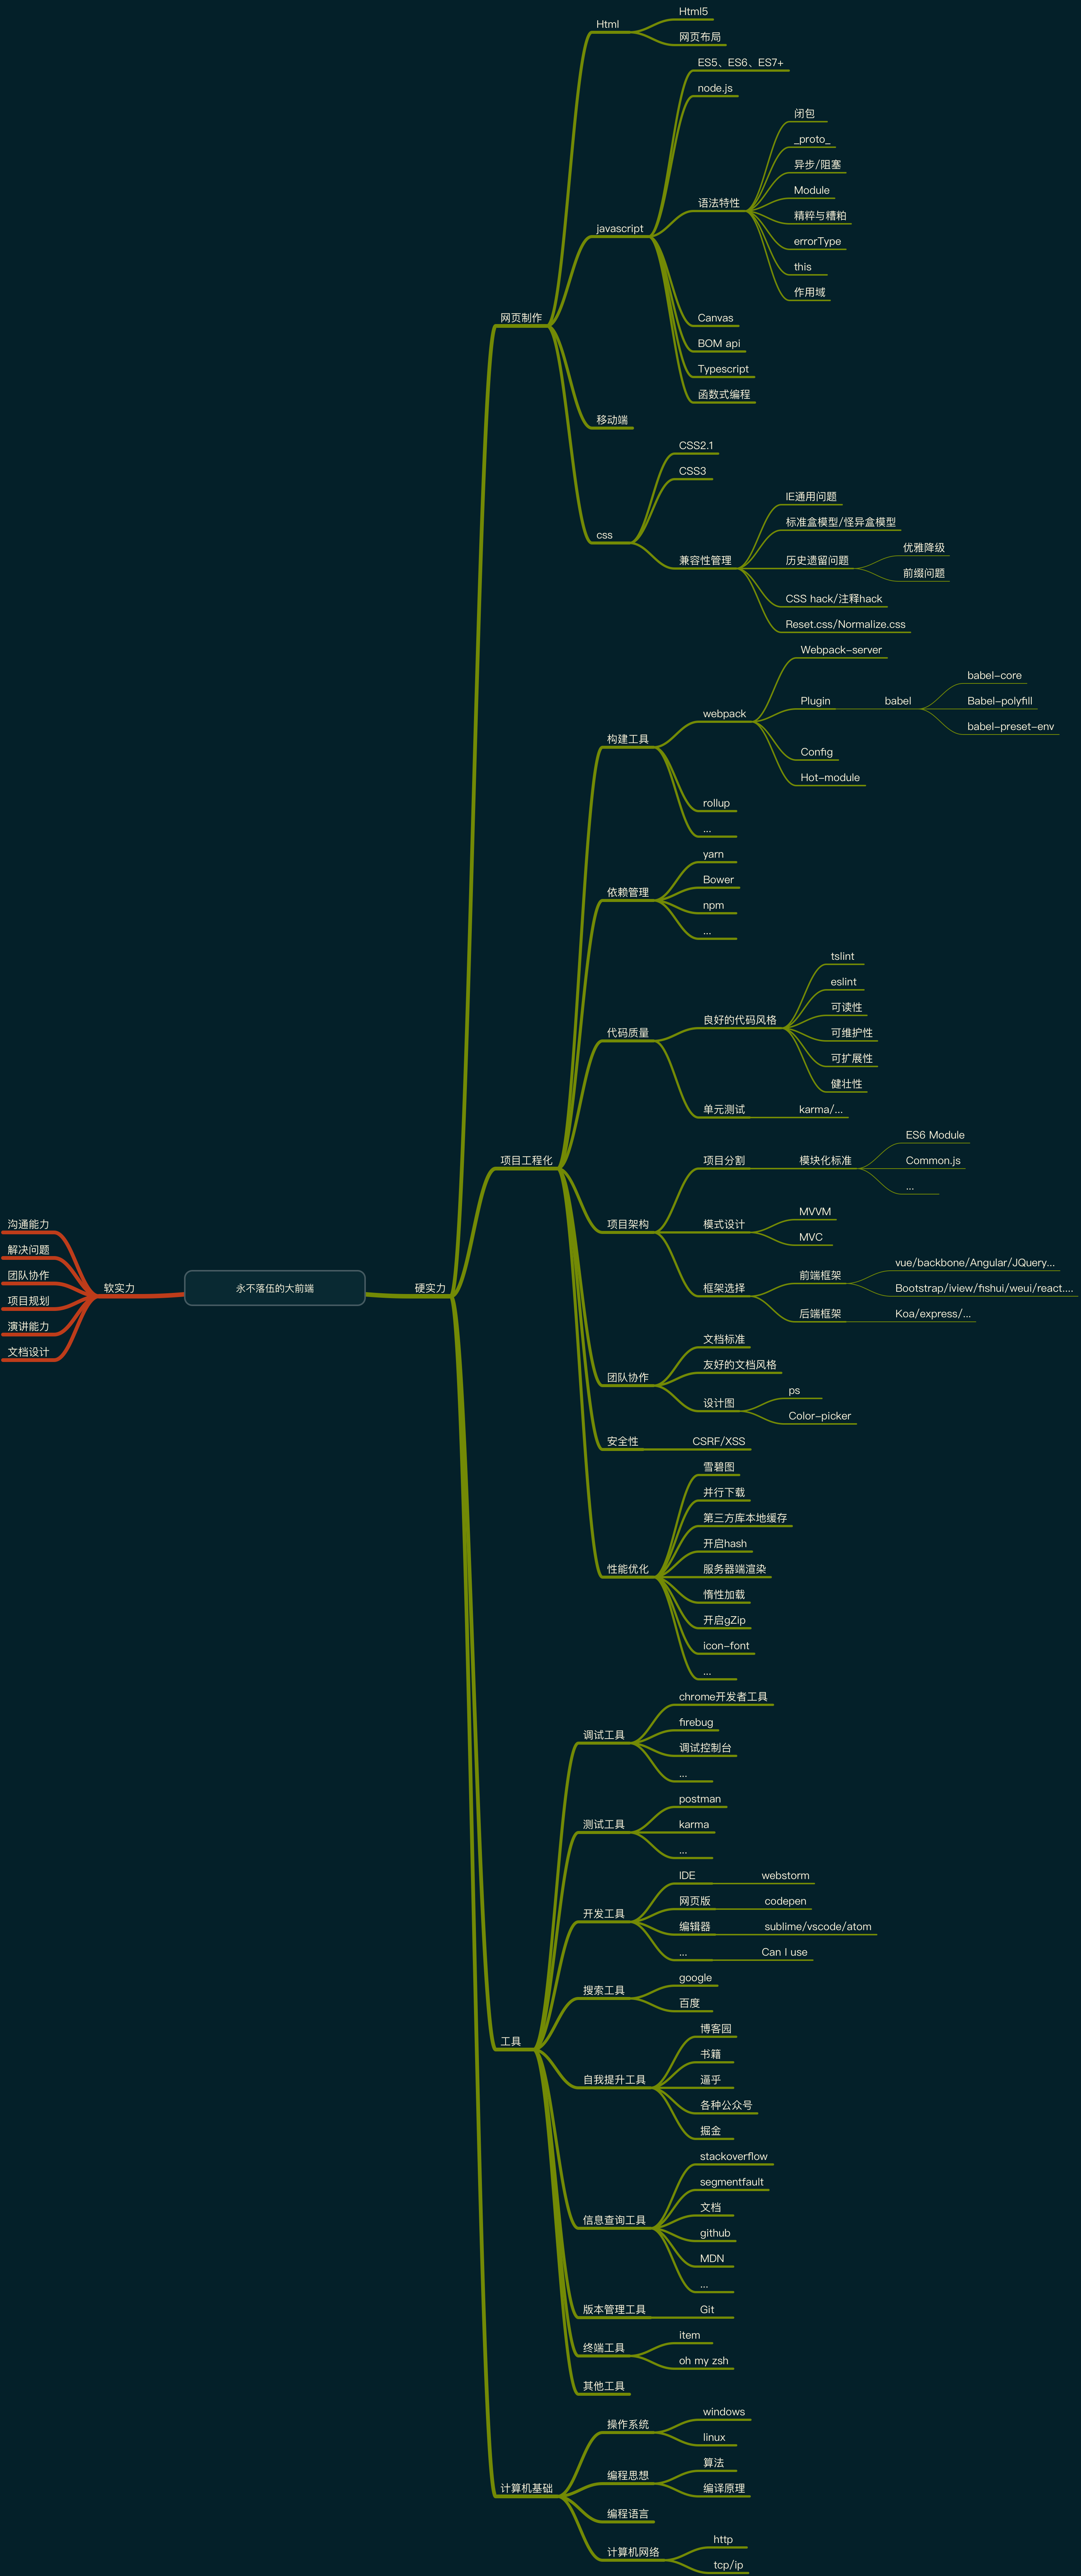 永不落伍的大前端
软实力
沟通能力
解决问题
团队协作
项目规划
演讲能力
文档设计
硬实力
网页制作
Html
Html5
网页布局
javascript
ES5、ES6、ES7+
node.js
语法特性
闭包
_proto_
异步/阻塞
Module
精粹与糟粕
errorType
this
作用域
Canvas
BOM api
Typescript
函数式编程
移动端
css
CSS2.1
CSS3
兼容性管理
IE通用问题
标准盒模型/怪异盒模型
历史遗留问题
优雅降级
前缀问题
CSS hack/注释hack
Reset.css/Normalize.css
项目工程化
构建工具
webpack
Webpack-server
Plugin
babel
babel-core
Babel-polyfill
babel-preset-env
Config
Hot-module
rollup
...
依赖管理
yarn
Bower
npm
...
代码质量
良好的代码风格
tslint
eslint
可读性
可维护性
可扩展性
健壮性
单元测试
karma/...
项目架构
项目分割
模块化标准
ES6 Module
Common.js
...
模式设计
MVVM
MVC
框架选择
前端框架
vue/backbone/Angular/JQuery...
Bootstrap/iview/fishui/weui/react....
后端框架
Koa/express/...
团队协作
文档标准
友好的文档风格
设计图
ps
Color-picker
安全性
CSRF/XSS
性能优化
雪碧图
并行下载
第三方库本地缓存
开启hash
服务器端渲染
惰性加载
开启gZip
icon-font
...
工具
调试工具
chrome开发者工具
firebug
调试控制台
...
测试工具
postman
karma
...
开发工具
IDE
webstorm
网页版
codepen
编辑器
sublime/vscode/atom
...
Can I use
搜索工具
google
百度
自我提升工具
博客园
书籍
逼乎
各种公众号
掘金
信息查询工具
stackoverflow
segmentfault
文档
github
MDN
...
版本管理工具
Git
终端工具
item
oh my zsh
其他工具
计算机基础
操作系统
windows
linux
编程思想
算法
编译原理
编程语言
计算机网络
http
tcp/ip